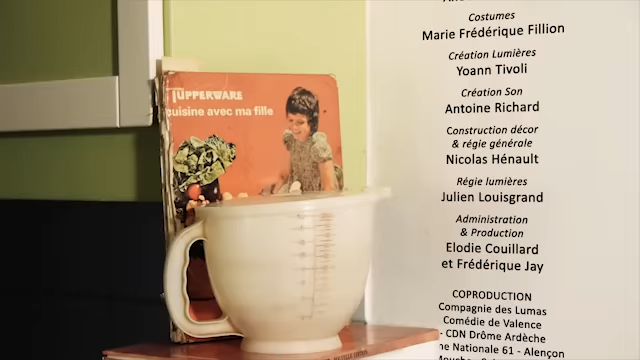 TUPPERWARE
cuisine avec ma fille
Costumes
Marie Frédérique Fillion
Création Lumières
Yoann Tivoli
Création Son
Antoine Richard
Construction décor
& régie générale
Nicolas Hénault
Régie lumières
Julien Louisgrand
Administration
& Production
Elodie Couillard
et Frédérique Jay
COPRODUCTION
Compagnie des Lumas
Comédie de Valence
- CDN Drôme Ardèche
ne Nationale 61 - Alençon